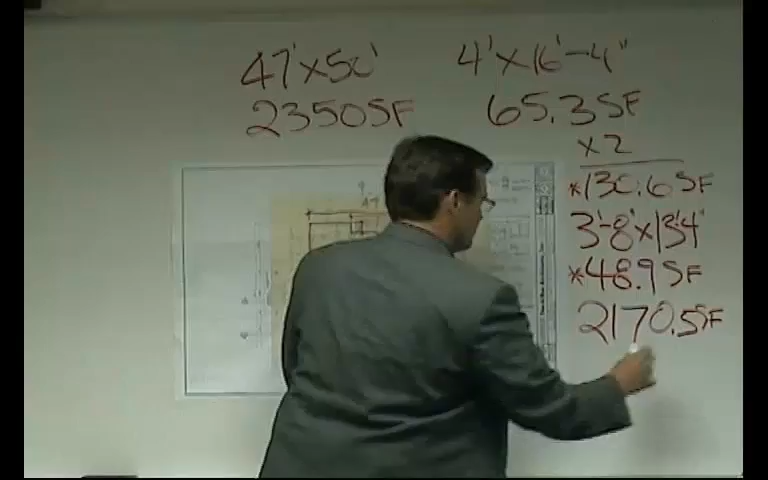 47'x50'
2350SF
4'x16'-4"
65.3SF
x2
*130.6SF
3'-8"x13'4"
*48.9SF
2170.5SF